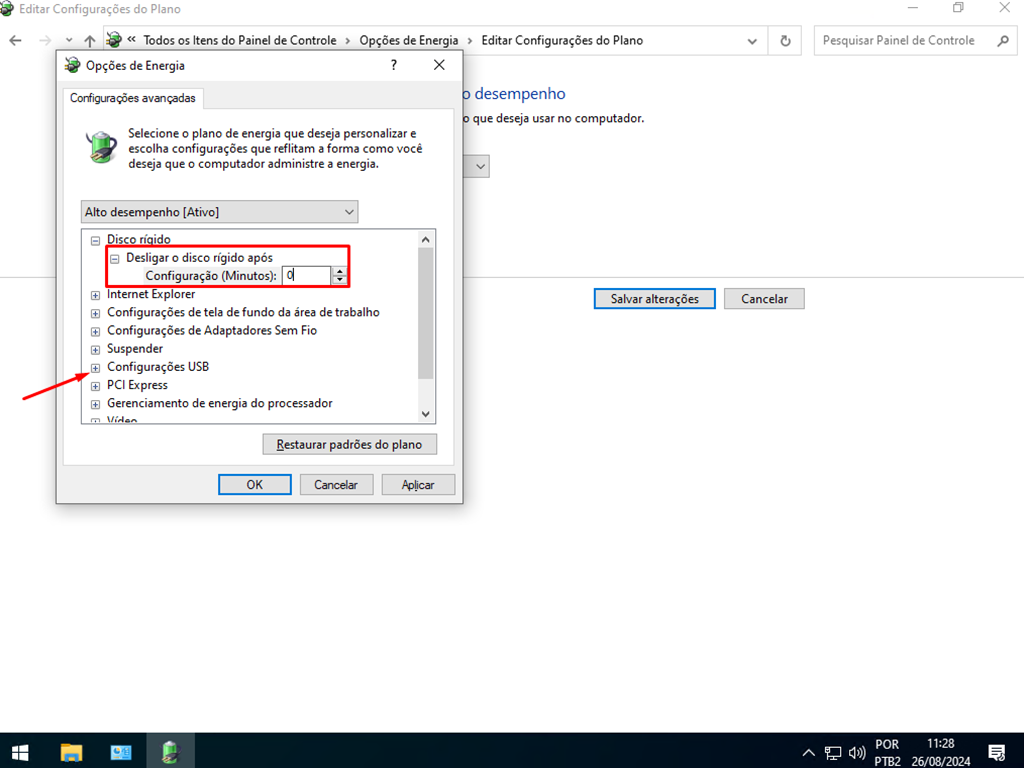 Editar Configurações do Plano
« Todos os Itens do Painel de Controle › Opções de Energia › Editar Configurações do Plano
Pesquisar Painel de Controle
Opções de Energia
?
Configurações avançadas
o desempenho
o que deseja usar no computador.
Selecione o plano de energia que deseja personalizar e
escolha configurações que reflitam a forma como você
deseja que o computador administre a energia.
Alto desempenho [Ativo]
Disco rígido
Desligar o disco rígido após
Configuração (Minutos): 0
Internet Explorer
Configurações de tela de fundo da área de trabalho
Configurações de Adaptadores Sem Fio
Suspender
Configurações USB
PCI Express
Gerenciamento de energia do processador
Vídeo
Restaurar padrões do plano
OK Cancelar Aplicar
Salvar alterações Cancelar
POR
PTB2
11:28
26/08/2024